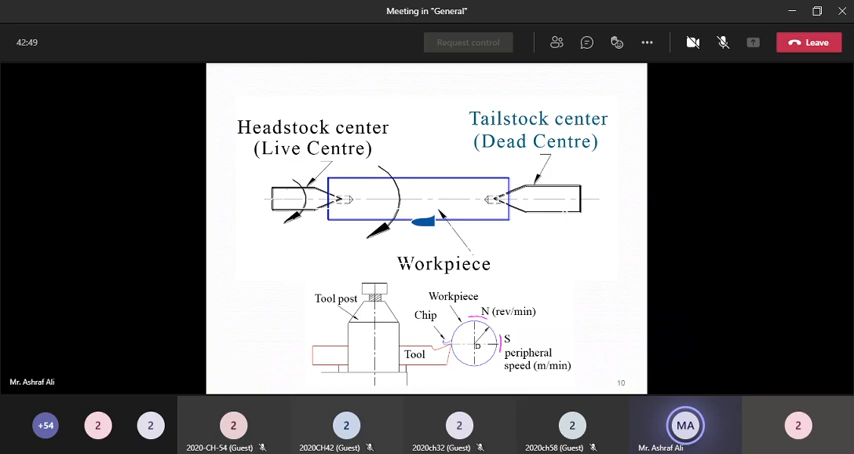 Meeting in "General"
42:49
Request control
Leave
Headstock center
(Live Centre)
Tailstock center
(Dead Centre)
Workpiece
Tool post
Workpiece
N (rev/min)
Chip
S
peripheral
speed (m/min)
D
Tool
10
Mr. Ashraf Ali
+54
2
2
2
2
2
2
MA
2
2020-CH-54 (Guest)
2020CH42 (Guest)
2020ch32 (Guest)
2020ch58 (Guest)
Mr. Ashraf Ali